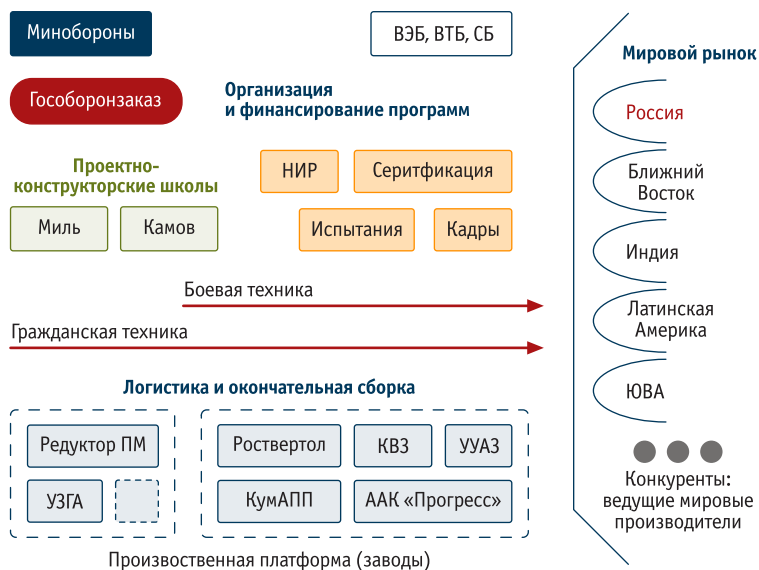 Минобороны
ВЭБ, ВТБ, СБ
Гособоронзаказ
Организация
и финансирование программ
Проектно-
конструкторские школы
НИР
Серитфикация
Миль
Камов
Испытания
Кадры
Боевая техника
Гражданская техника
Логистика и окончательная сборка
Редуктор ПМ
Роствертол
КВЗ
УУАЗ
УЗГА
КумАПП
ААК «Прогресс»
Произвоственная платформа (заводы)
Мировой рынок
Россия
Ближний
Восток
Индия
Латинская
Америка
ЮВА
Конкуренты:
ведущие мировые
производители